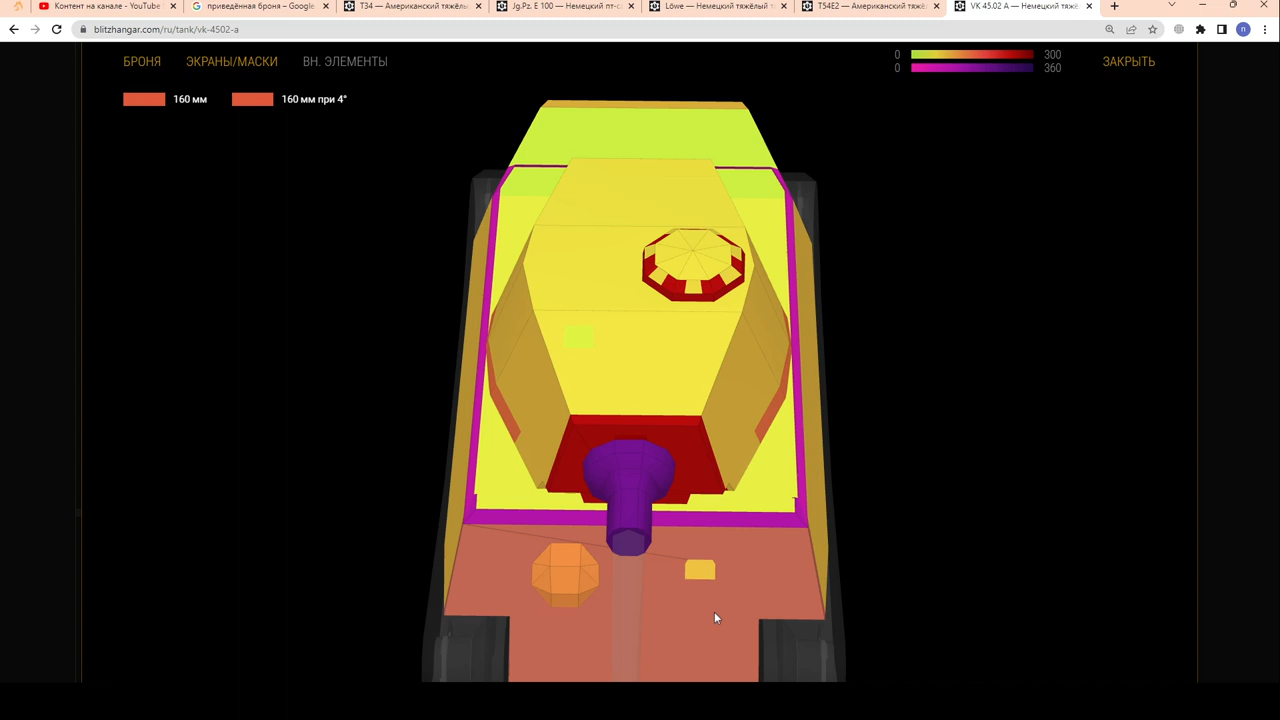 Контент на канале - YouTube
приведённая броня - Google
T34 — Американский тяжёль
Jg.Pz. E 100 — Немецкий пт-с
Löwe — Немецкий тяжёлый т
T54E2 — Американский тяжё
VK 45.02 A — Немецкий тяже
blitzhangar.com/ru/tank/vk-4502-a
n
БРОНЯ
ЭКРАНЫ/МАСКИ
ВН. ЭЛЕМЕНТЫ
0 300
0 360
ЗАКРЫТЬ
160 мм
160 мм при 4°